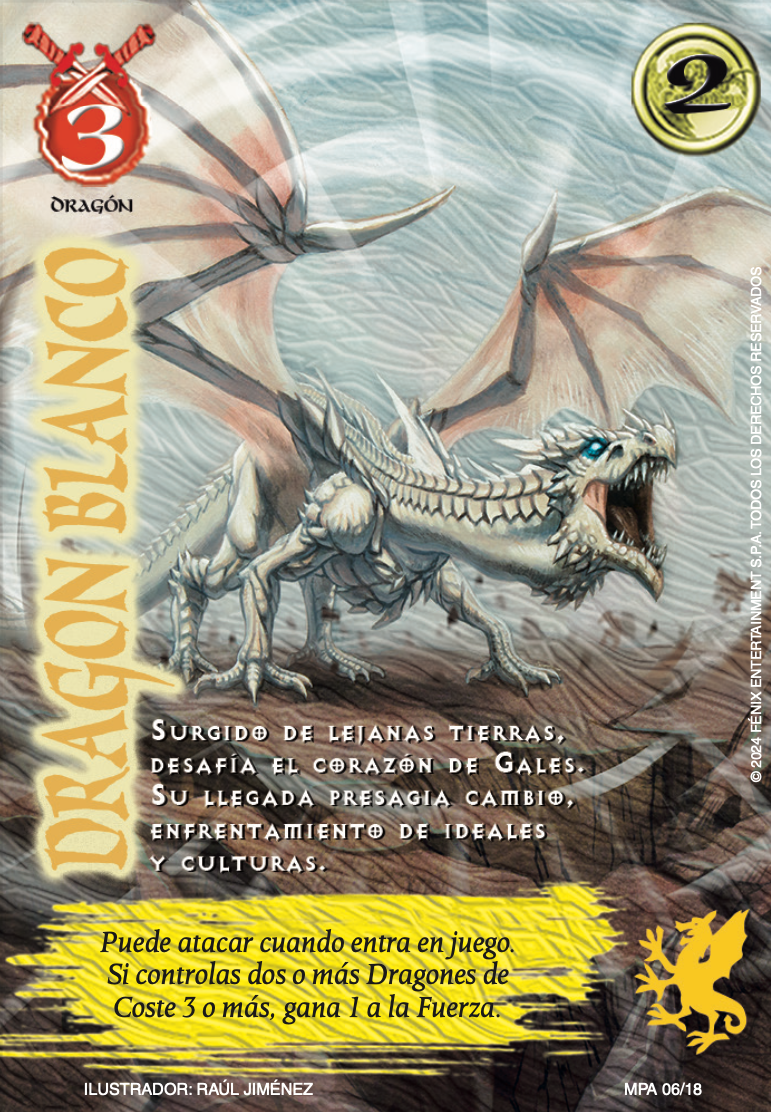 3
2
DRAGÓN
DRAGÓN BLANCO
Surgido de lejanas tierras,
desafía el corazón de Gales.
Su llegada presagia cambio,
enfrentamiento de ideales
y culturas.
Puede atacar cuando entra en juego.
Si controlas dos o más Dragones de
Coste 3 o más, gana 1 a la Fuerza.
ILUSTRADOR: RAÚL JIMÉNEZ
MPA 06/18
© 2024 FÉNIX ENTERTAINMENT S.P.A. TODOS LOS DERECHOS RESERVADOS